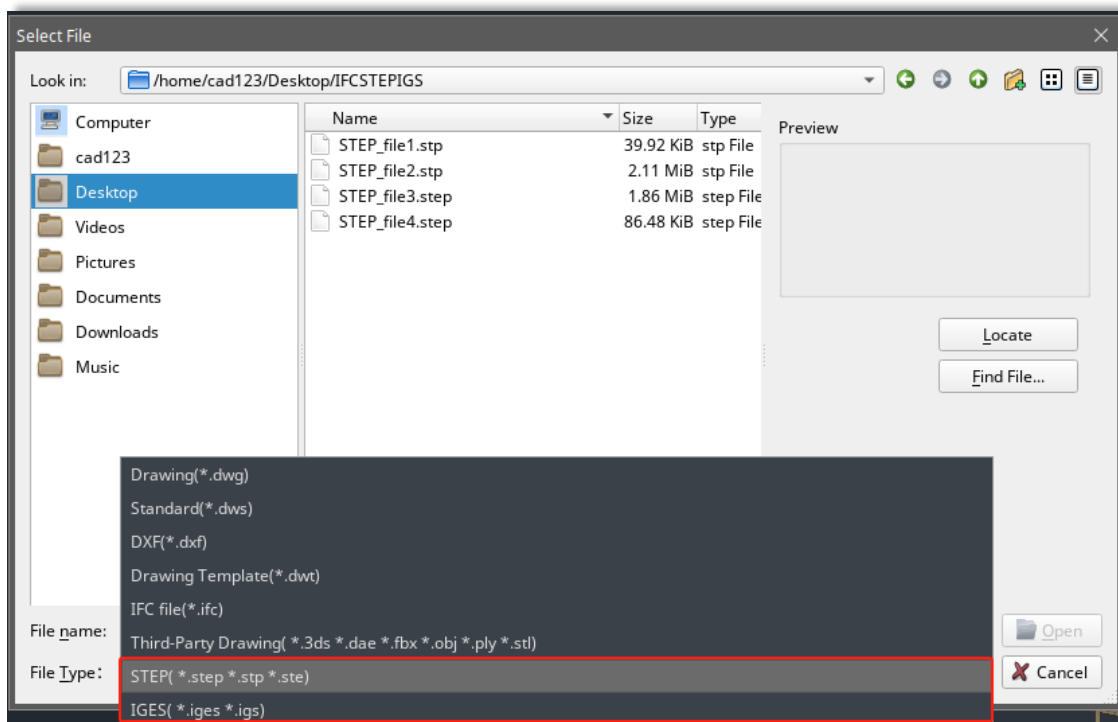 Select File
Look in: /home/cad123/Desktop/IFCSTEPIGS
Computer
cad123
Desktop
Videos
Pictures
Documents
Downloads
Music
Name Size Type
STEP_file1.stp 39.92 KiB stp File
STEP_file2.stp 2.11 MiB stp File
STEP_file3.step 1.86 MiB step File
STEP_file4.step 86.48 KiB step File
Preview
Locate
Find File...
Drawing(*.dwg)
Standard(*.dws)
DXF(*.dxf)
Drawing Template(*.dwt)
IFC file(*.ifc)
Third-Party Drawing( *.3ds *.dae *.fbx *.obj *.ply *.stl)
STEP( *.step *.stp *.ste)
IGES( *.iges *.igs)
File name:
File Type:
Open
Cancel